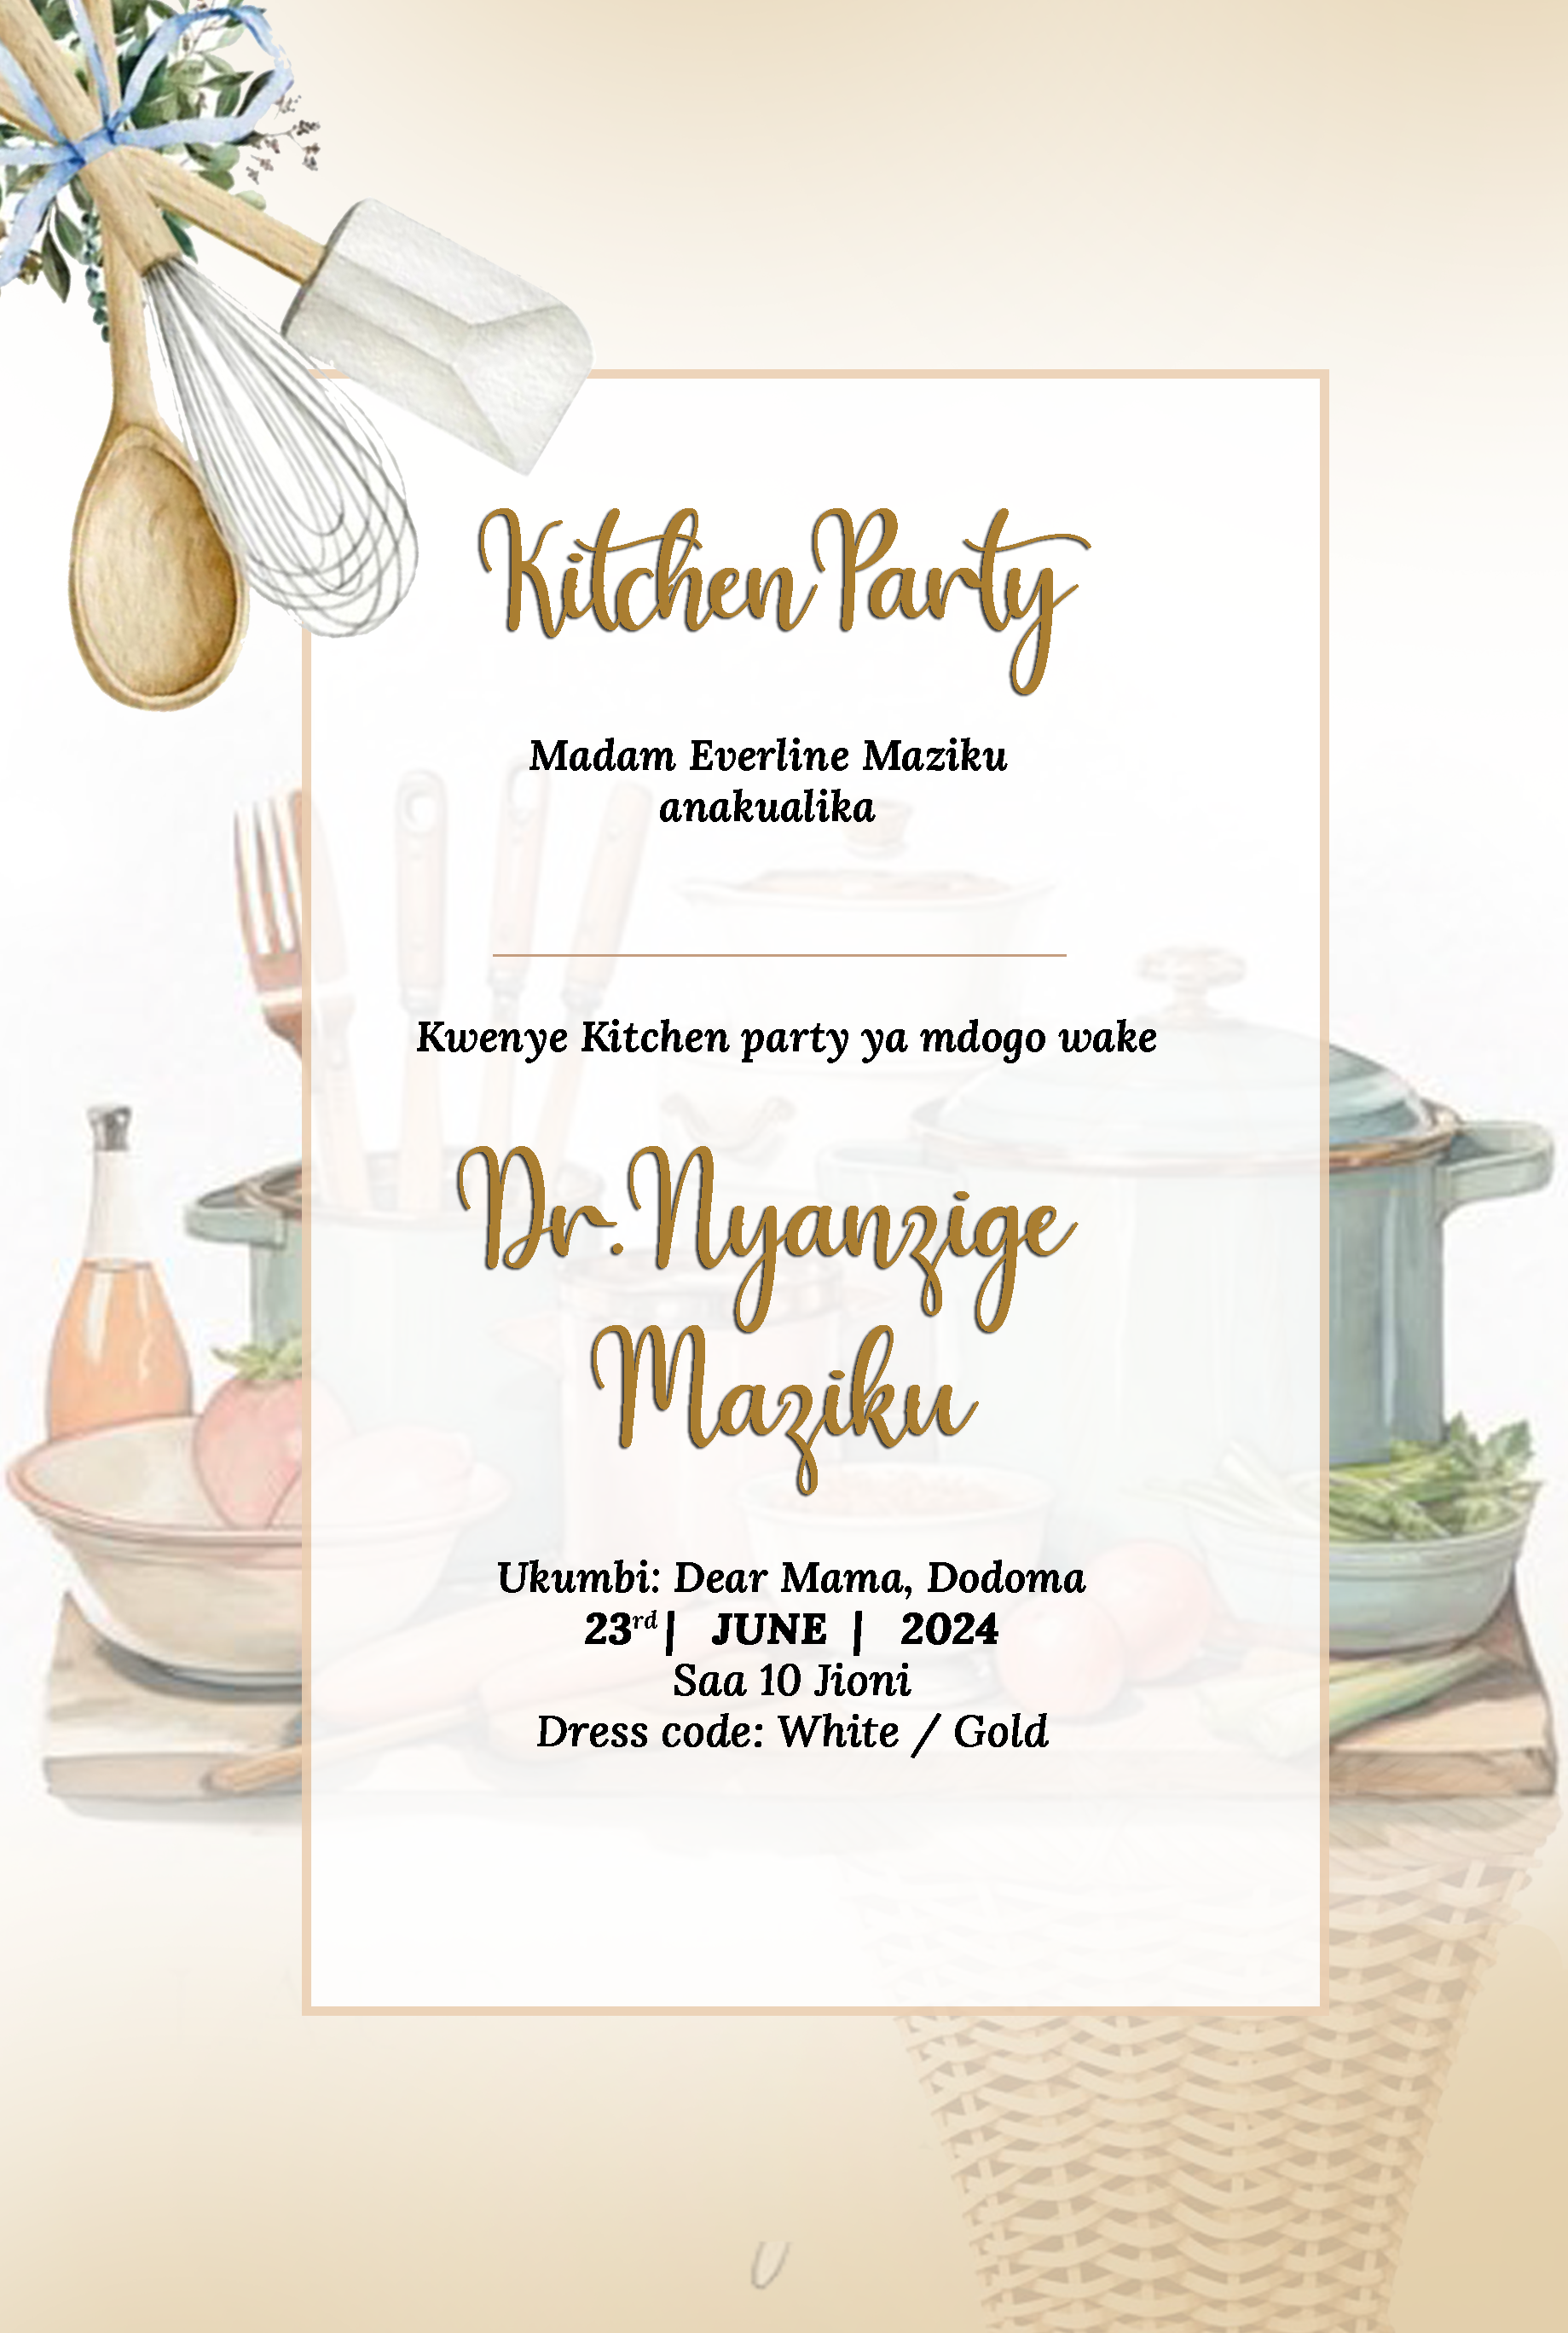 Kitchen Party
Madam Everline Maziku
anakualika
Kwenye Kitchen party ya mdogo wake
Dr. Nyanzige
Maziku
Ukumbi: Dear Mama, Dodoma
23rd | JUNE | 2024
Saa 10 Jioni
Dress code: White / Gold
U